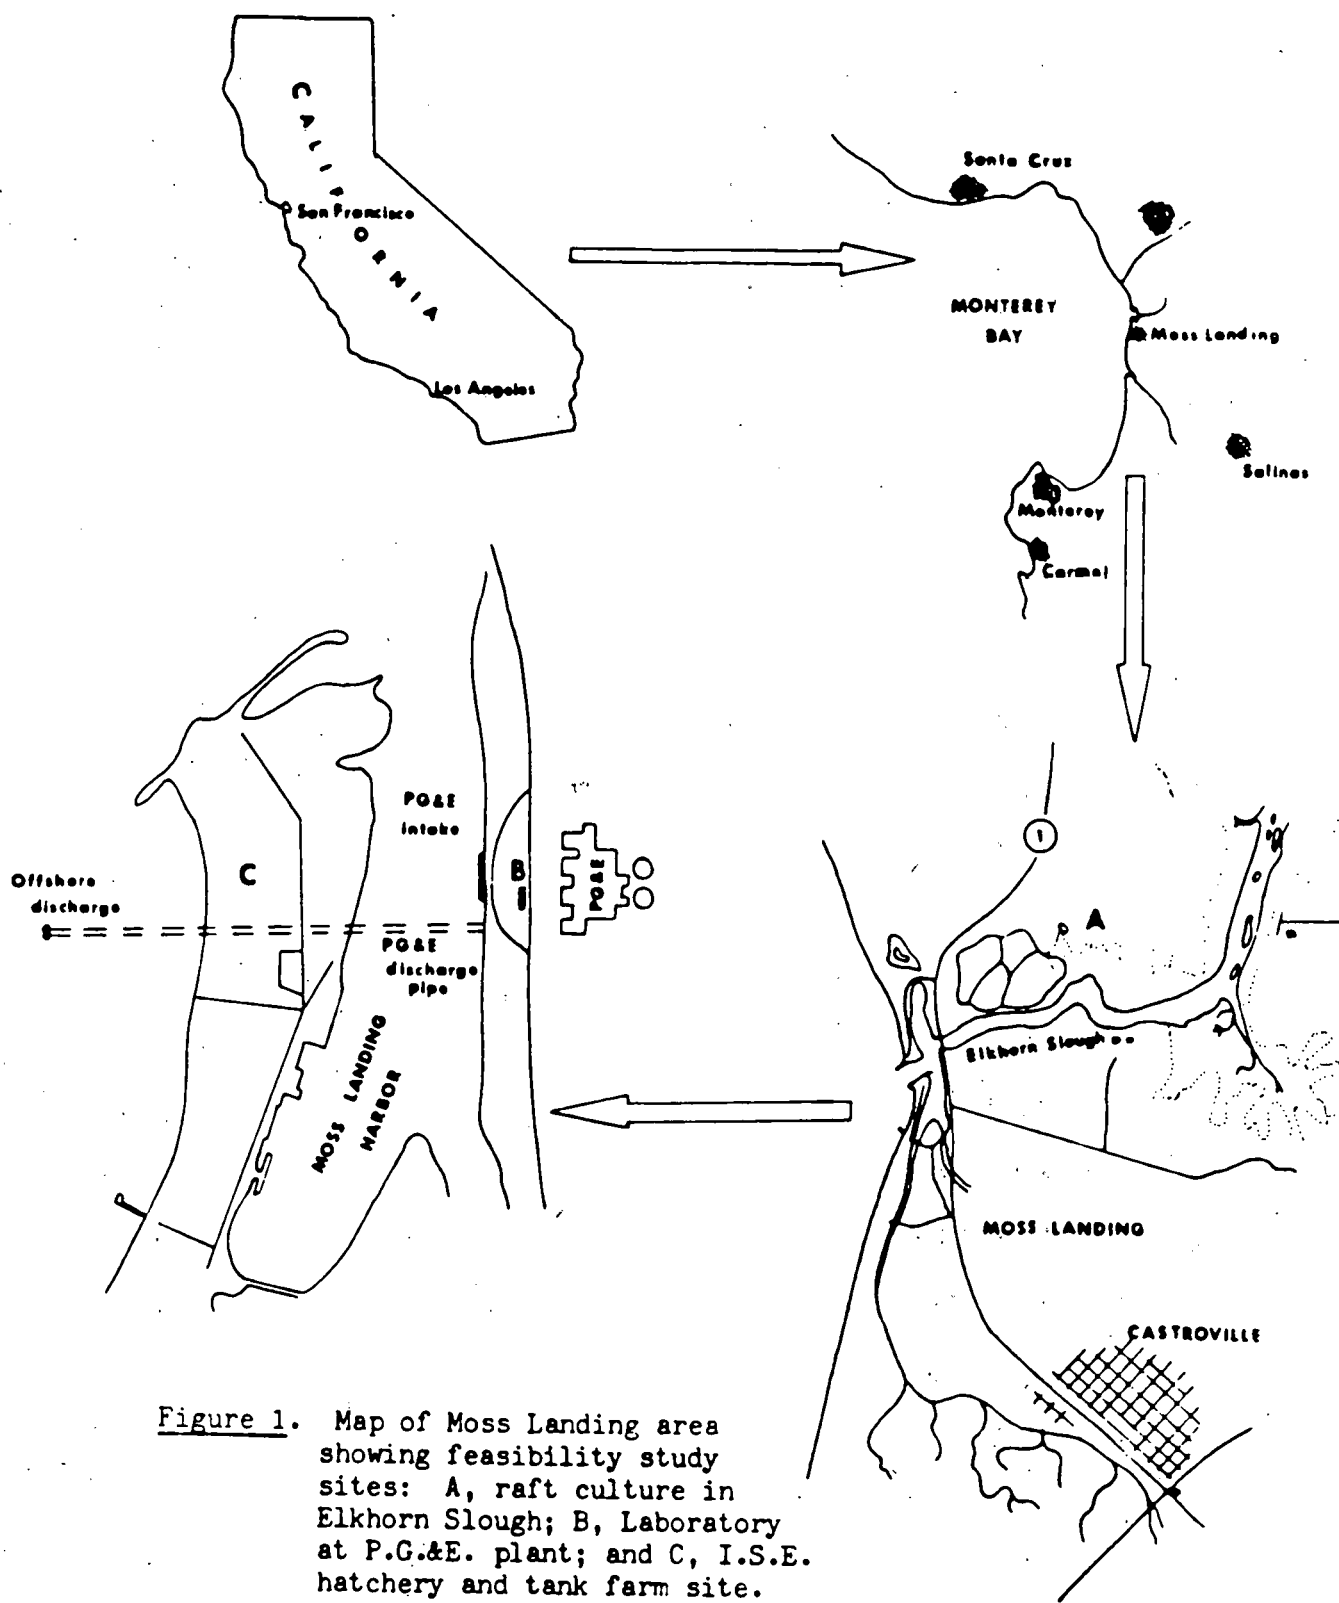 CALIFORNIA
San Francisco
Los Angeles
Santa Cruz
MONTEREY
BAY
Moss Landing
Salinas
Monterey
Carmel
PG&E
intake
B
PG&E
C
Offshore
discharge
PG&E
discharge
pipe
MOSS LANDING
HARBOR
1
A
Elkhorn Slough
MOSS LANDING
CASTROVILLE
Figure 1. Map of Moss Landing area
showing feasibility study
sites: A, raft culture in
Elkhorn Slough; B, Laboratory
at P.G.&E. plant; and C, I.S.E.
hatchery and tank farm site.